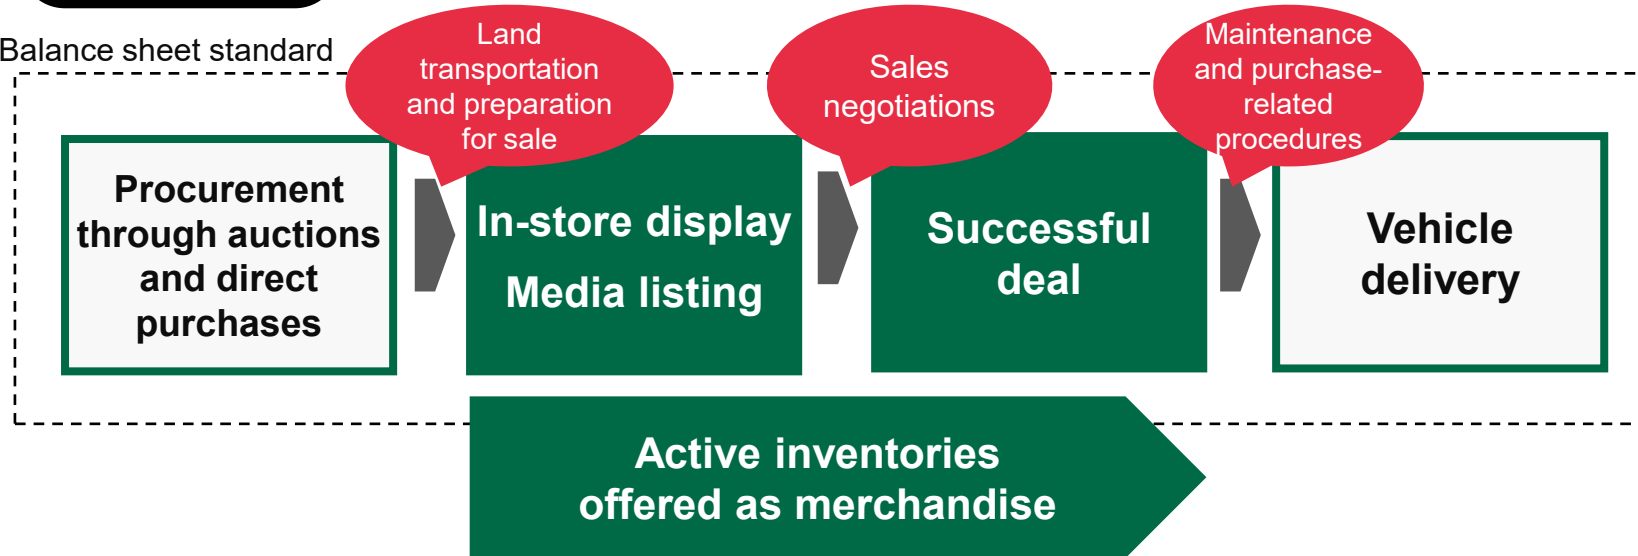 Balance sheet standard
Land
transportation
and preparation
for sale
Sales
negotiations
Maintenance
and purchase-
related
procedures
Procurement
through auctions
and direct
purchases
In-store display
Media listing
Successful
deal
Vehicle
delivery
Active inventories
offered as merchandise